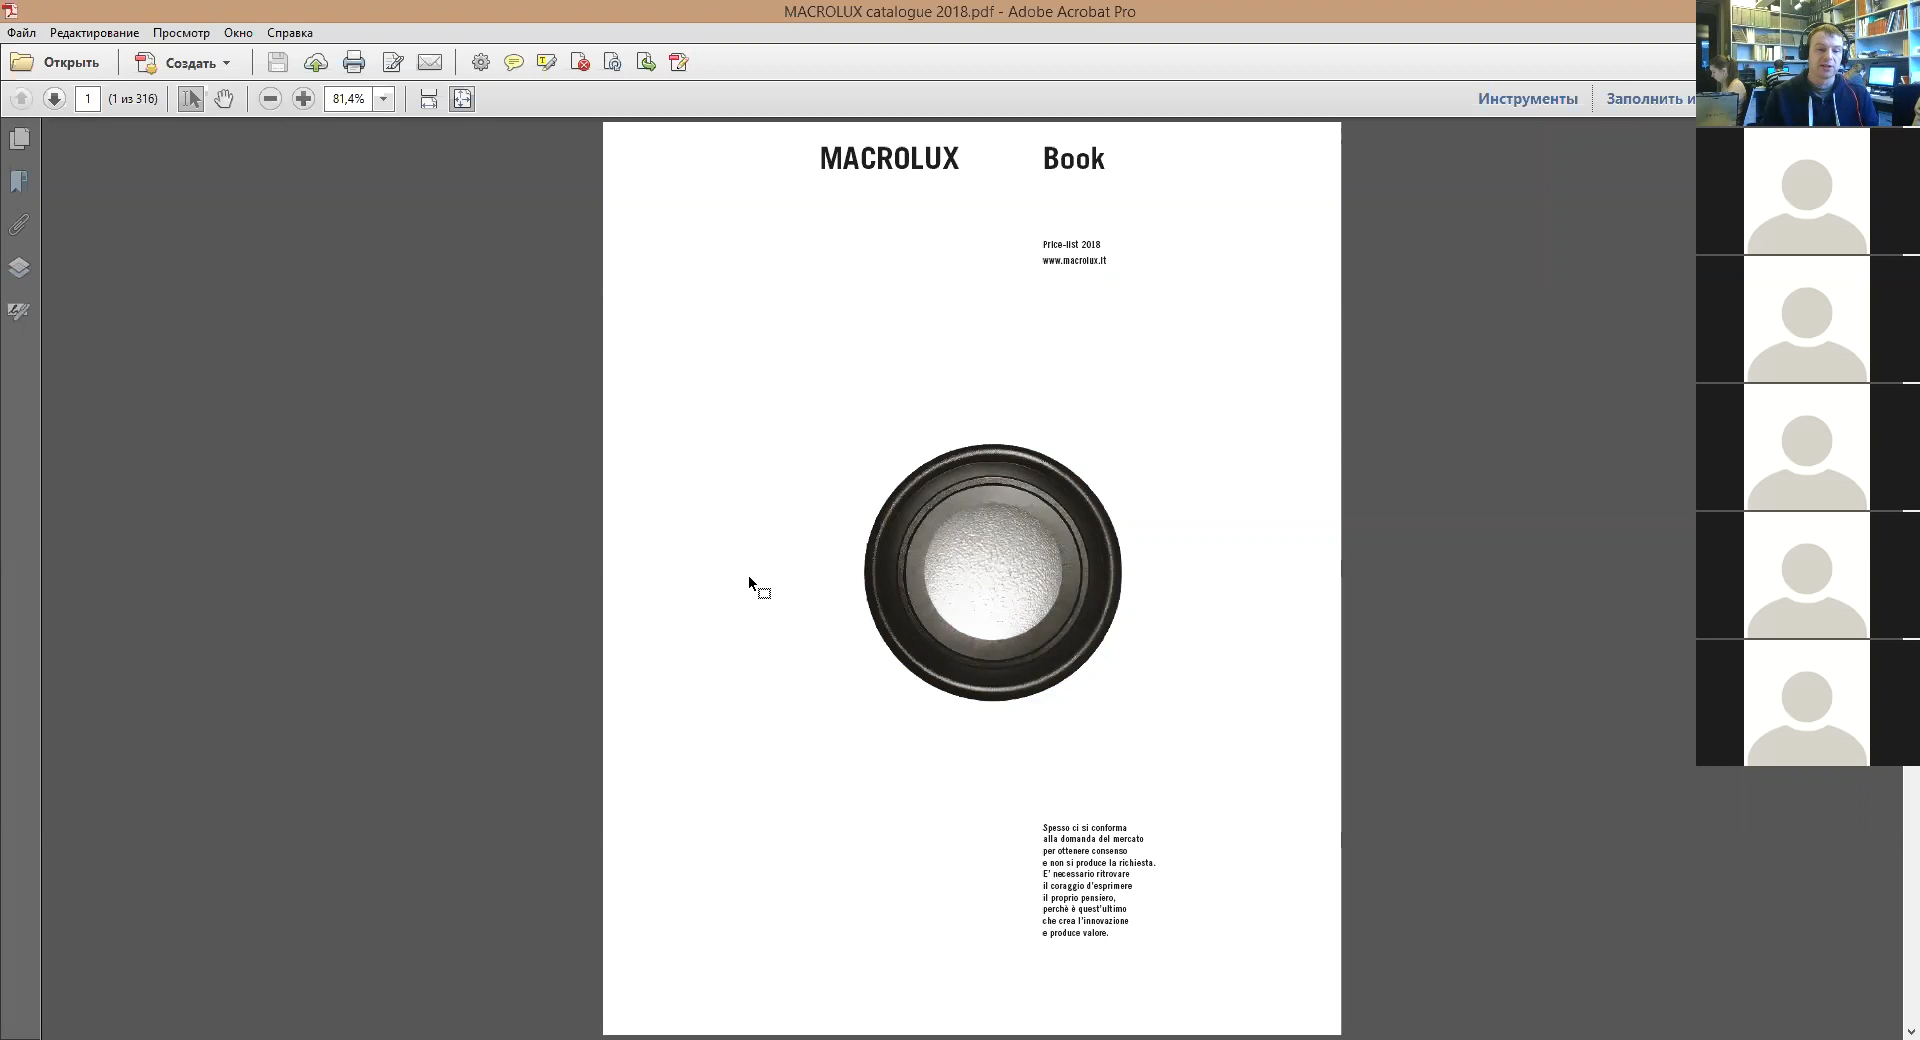 MACROLUX catalogue 2018.pdf - Adobe Acrobat Pro
Файл Редактирование Просмотр Окно Справка
Открыть Создать
1 (1 из 316) 81,4% Инструменты Заполнить и
MACROLUX Book
Price-list 2018
www.macrolux.it
Spesso ci si conforma
alla domanda del mercato
per ottenere consenso
e non si produce la richiesta.
E' necessario ritrovare
il coraggio d'esprimere
il proprio pensiero,
perchè è quest'ultimo
che crea l'innovazione
e produce valore.